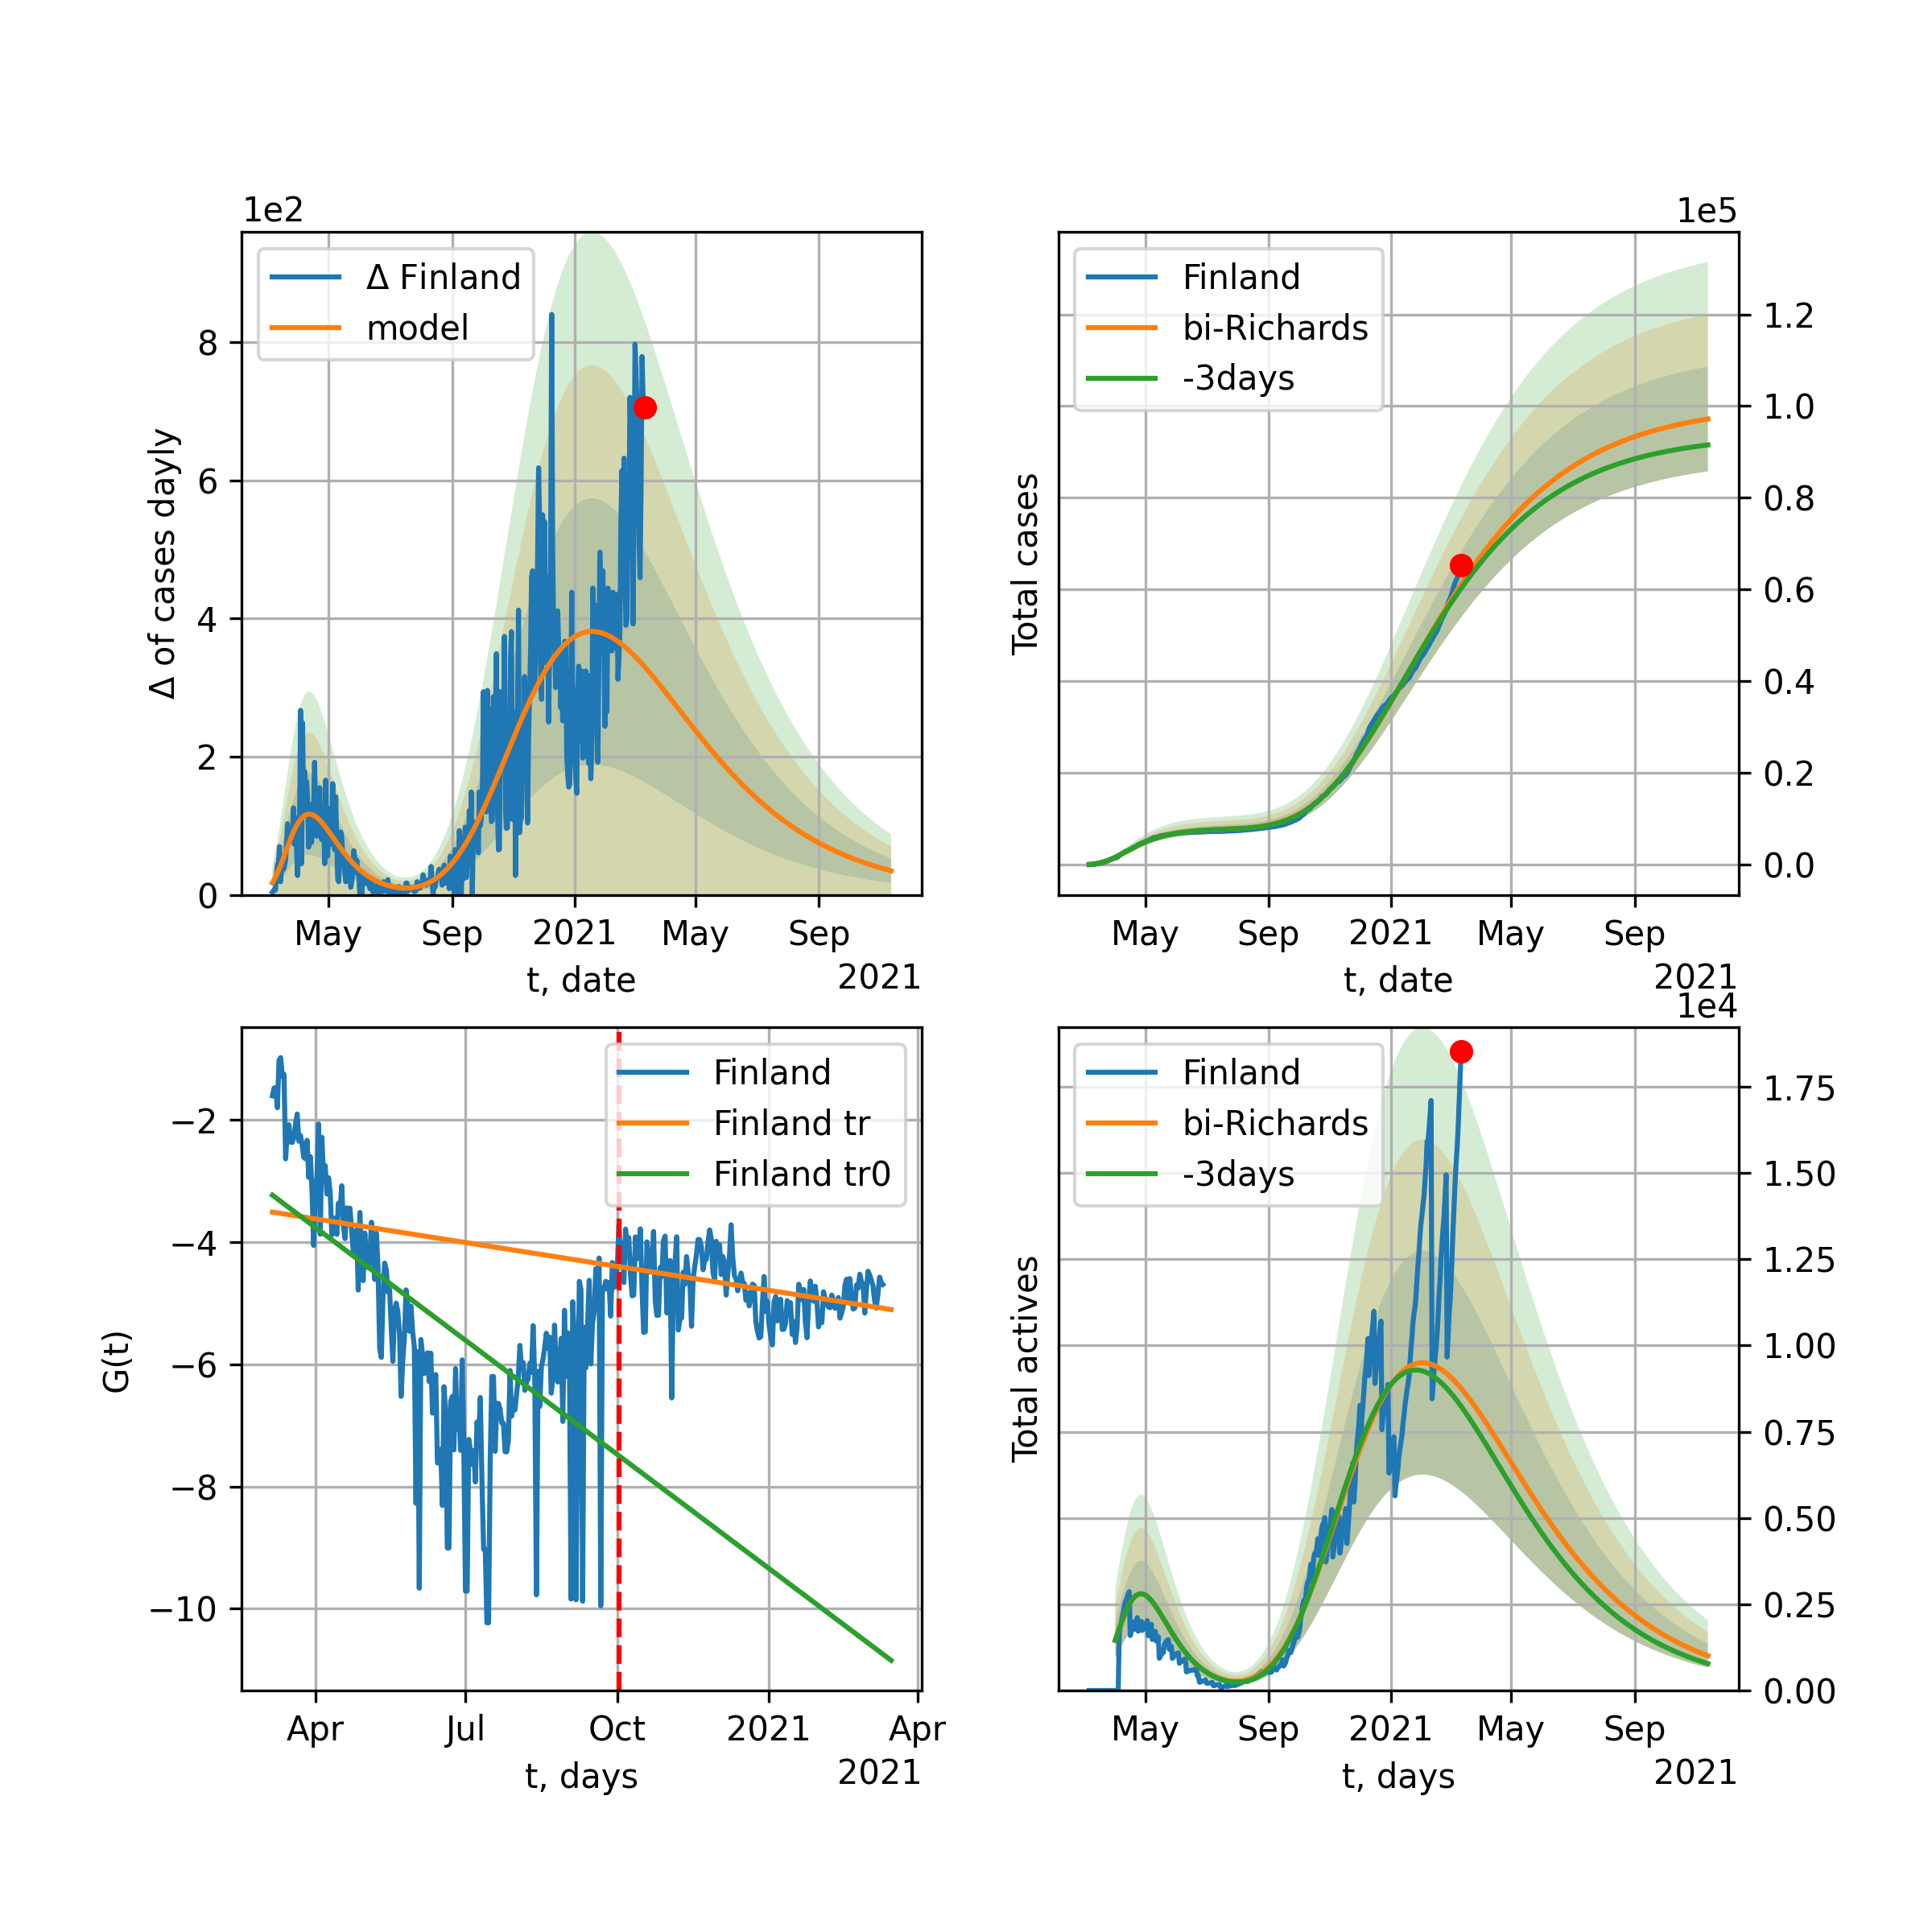 1e2
Δ Finland
model
8
6
4
2
0
Δ of cases dayly
May Sep 2021 May Sep
t, date
2021
1e5
Finland
bi-Richards
-3days
1.2
1.0
0.8
0.6
0.4
0.2
0.0
Total cases
May Sep 2021 May Sep
t, date
2021
Finland
Finland tr
Finland tr0
−2
−4
−6
−8
−10
G(t)
Apr Jul Oct 2021 Apr
t, days
2021
1e4
Finland
bi-Richards
-3days
1.75
1.50
1.25
1.00
0.75
0.50
0.25
0.00
Total actives
May Sep 2021 May Sep
t, days
2021